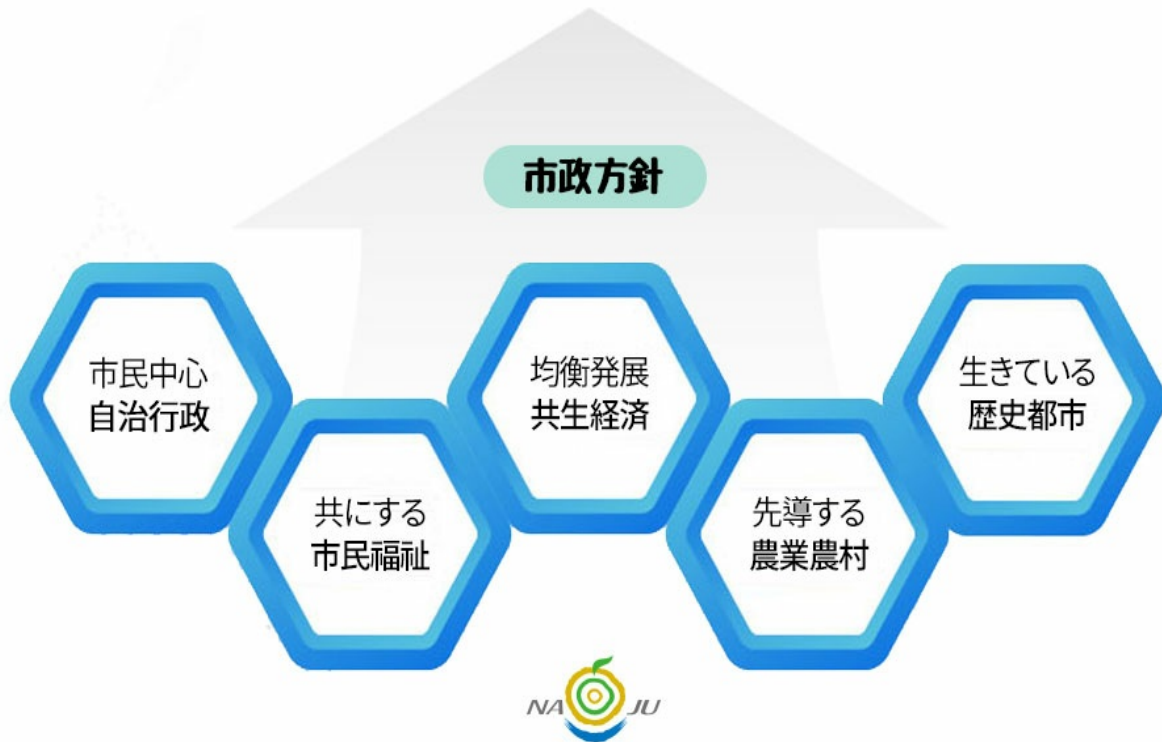 市政方針
市民中心
自治行政
共にする
市民福祉
均衡発展
共生経済
先導する
農業農村
生きている
歴史都市
NA JU